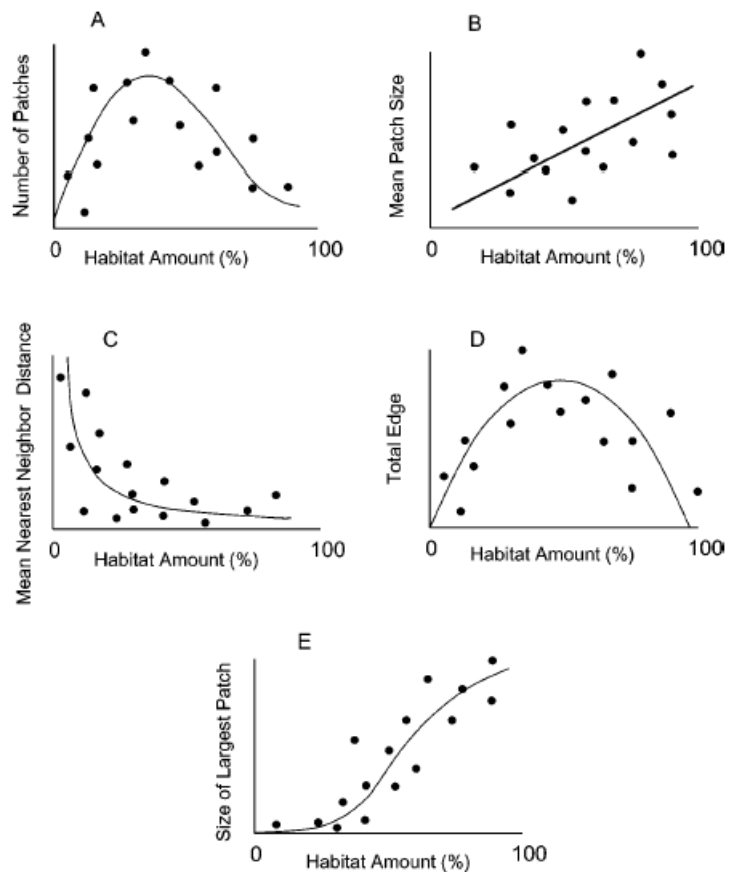 A
Number of Patches
0
100
Habitat Amount (%)
B
Mean Patch Size
0
100
Habitat Amount (%)
C
Mean Nearest Neighbor Distance
0
100
Habitat Amount (%)
D
Total Edge
0
100
Habitat Amount (%)
E
Size of Largest Patch
0
100
Habitat Amount (%)